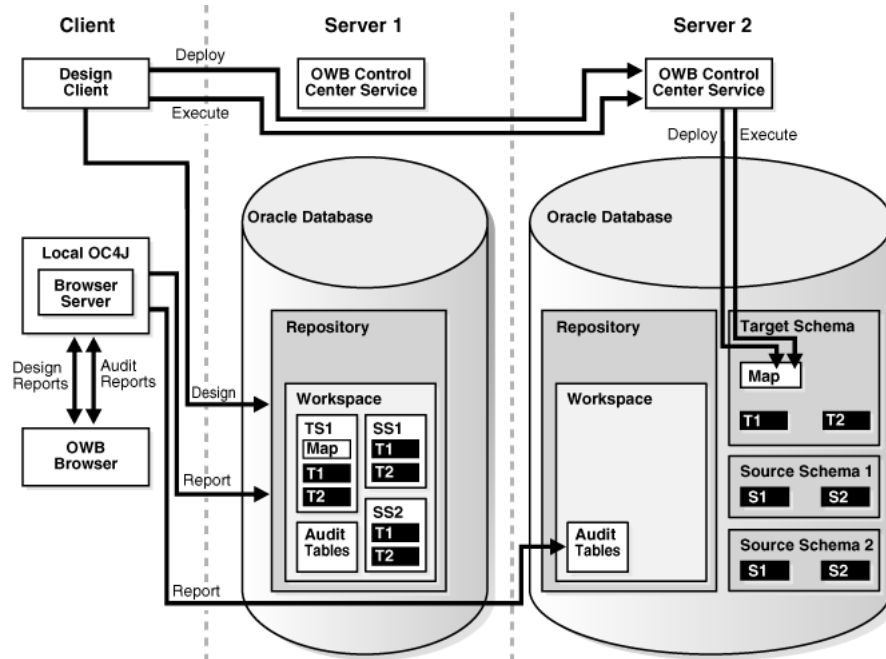 Client
Server 1
Server 2
Deploy
Design
Client
OWB Control
Center Service
OWB Control
Center Service
Execute
Deploy
Execute
Oracle Database
Oracle Database
Local OC4J
Browser
Server
Design
Reports
Audit
Reports
OWB
Browser
Design
Report
Report
Repository
Workspace
TS1
Map
T1
T2
SS1
T1
T2
Audit
Tables
SS2
T1
T2
Repository
Workspace
Audit
Tables
Target Schema
Map
T1
T2
Source Schema 1
S1
S2
Source Schema 2
S1
S2